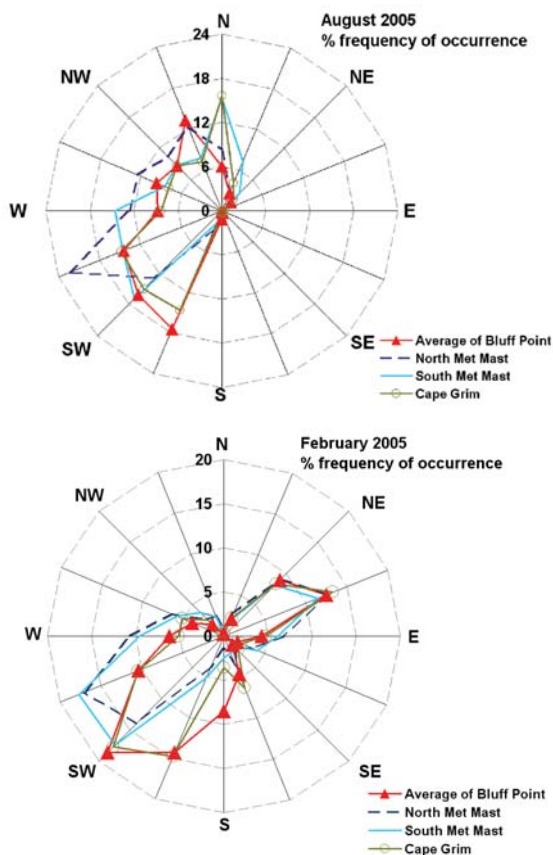 N
August 2005
% frequency of occurrence
24
18
12
6
0
NW
NE
W
E
SW
SE
S
Average of Bluff Point
North Met Mast
South Met Mast
Cape Grim
N
February 2005
% frequency of occurrence
20
15
10
5
0
NW
NE
W
E
SW
SE
S
Average of Bluff Point
North Met Mast
South Met Mast
Cape Grim